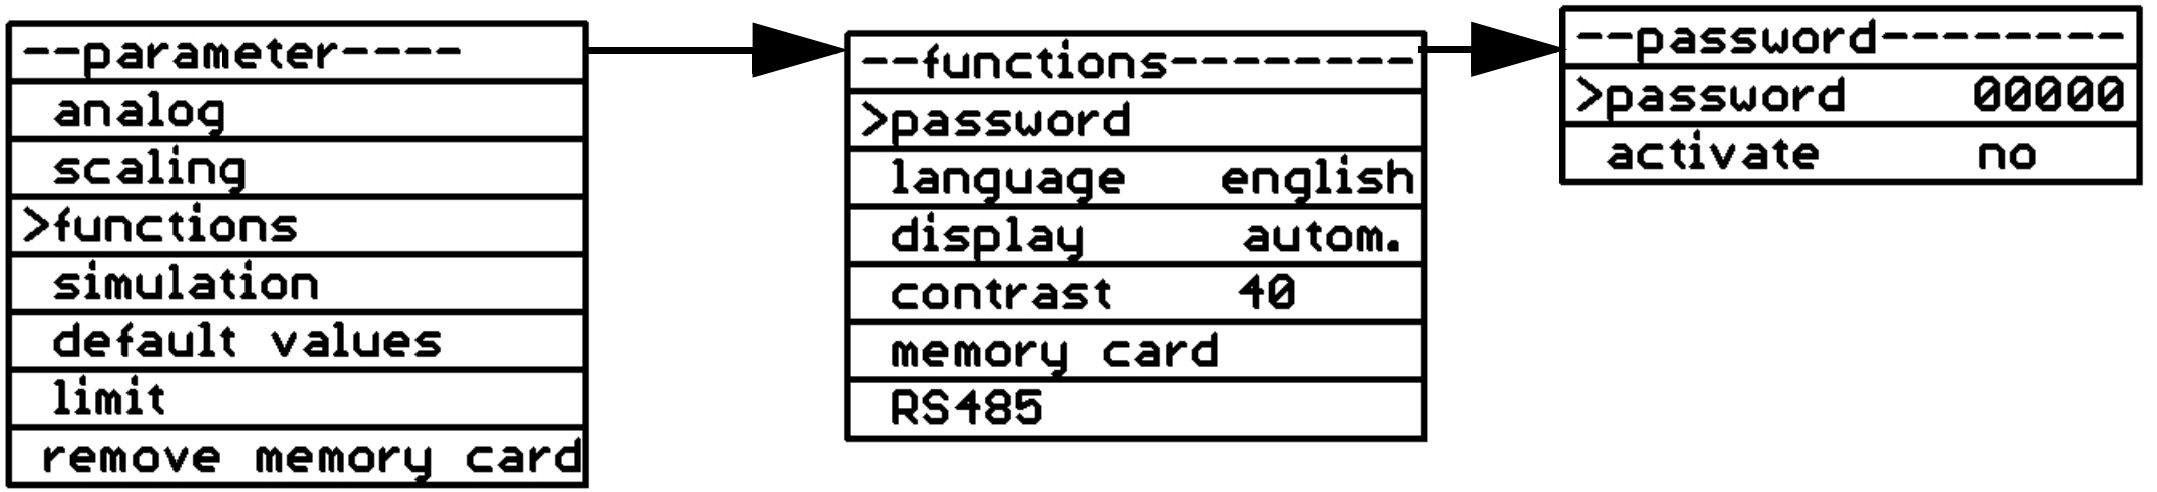 --parameter----
analog
scaling
>functions
simulation
default values
limit
remove memory card
--functions--------
>password
language english
display autom.
contrast 40
memory card
RS485
--password--------
>password 00000
activate no